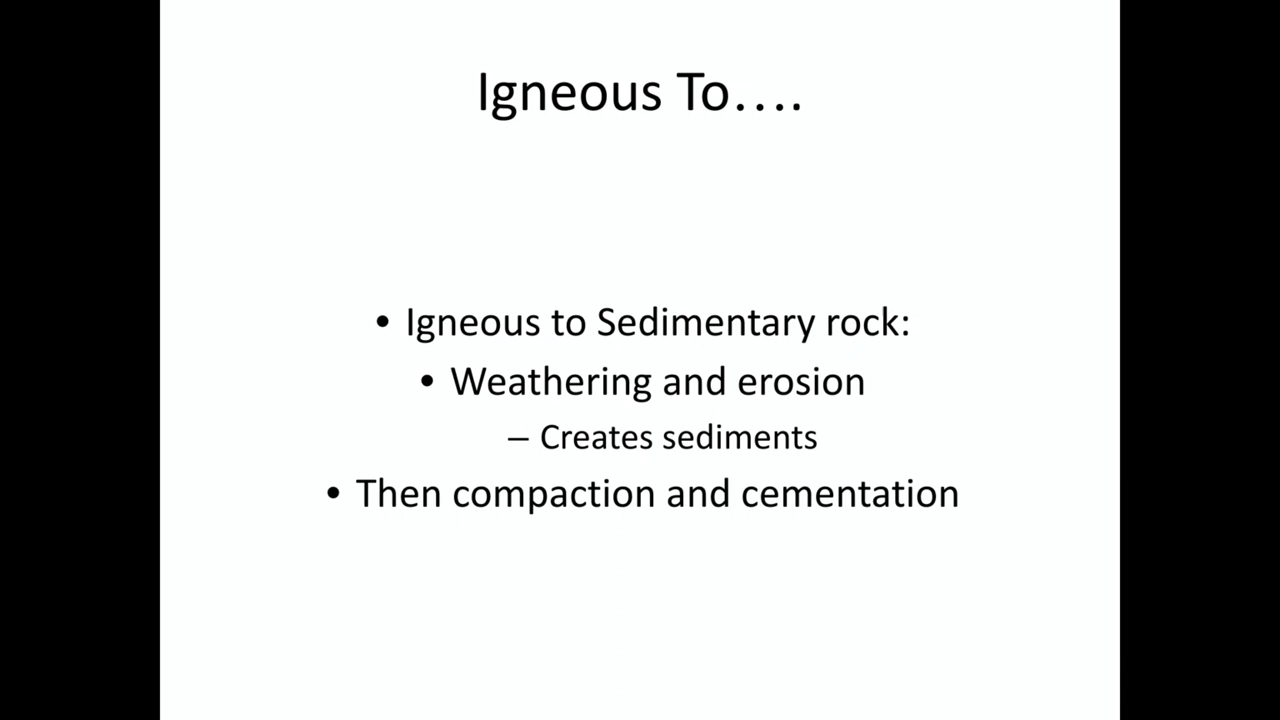 Igneous To….
• Igneous to Sedimentary rock:
• Weathering and erosion
– Creates sediments
• Then compaction and cementation